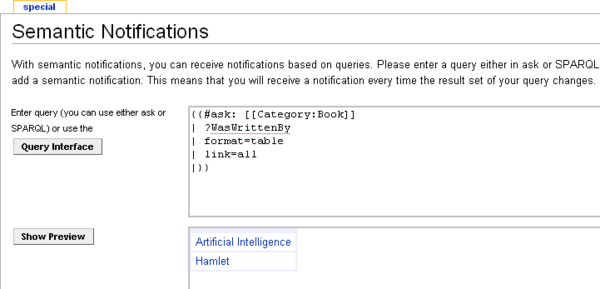 special
Semantic Notifications
With semantic notifications, you can receive notifications based on queries. Please enter a query either in ask or SPARQL
add a semantic notification. This means that you will receive a notification every time the result set of your query changes.
Enter query (you can use either ask or
SPARQL) or use the
Query Interface
{{#ask: [[Category:Book]]
| ?WasWrittenBy
| format=table
| link=all
|}}
Show Preview
Artificial Intelligence
Hamlet